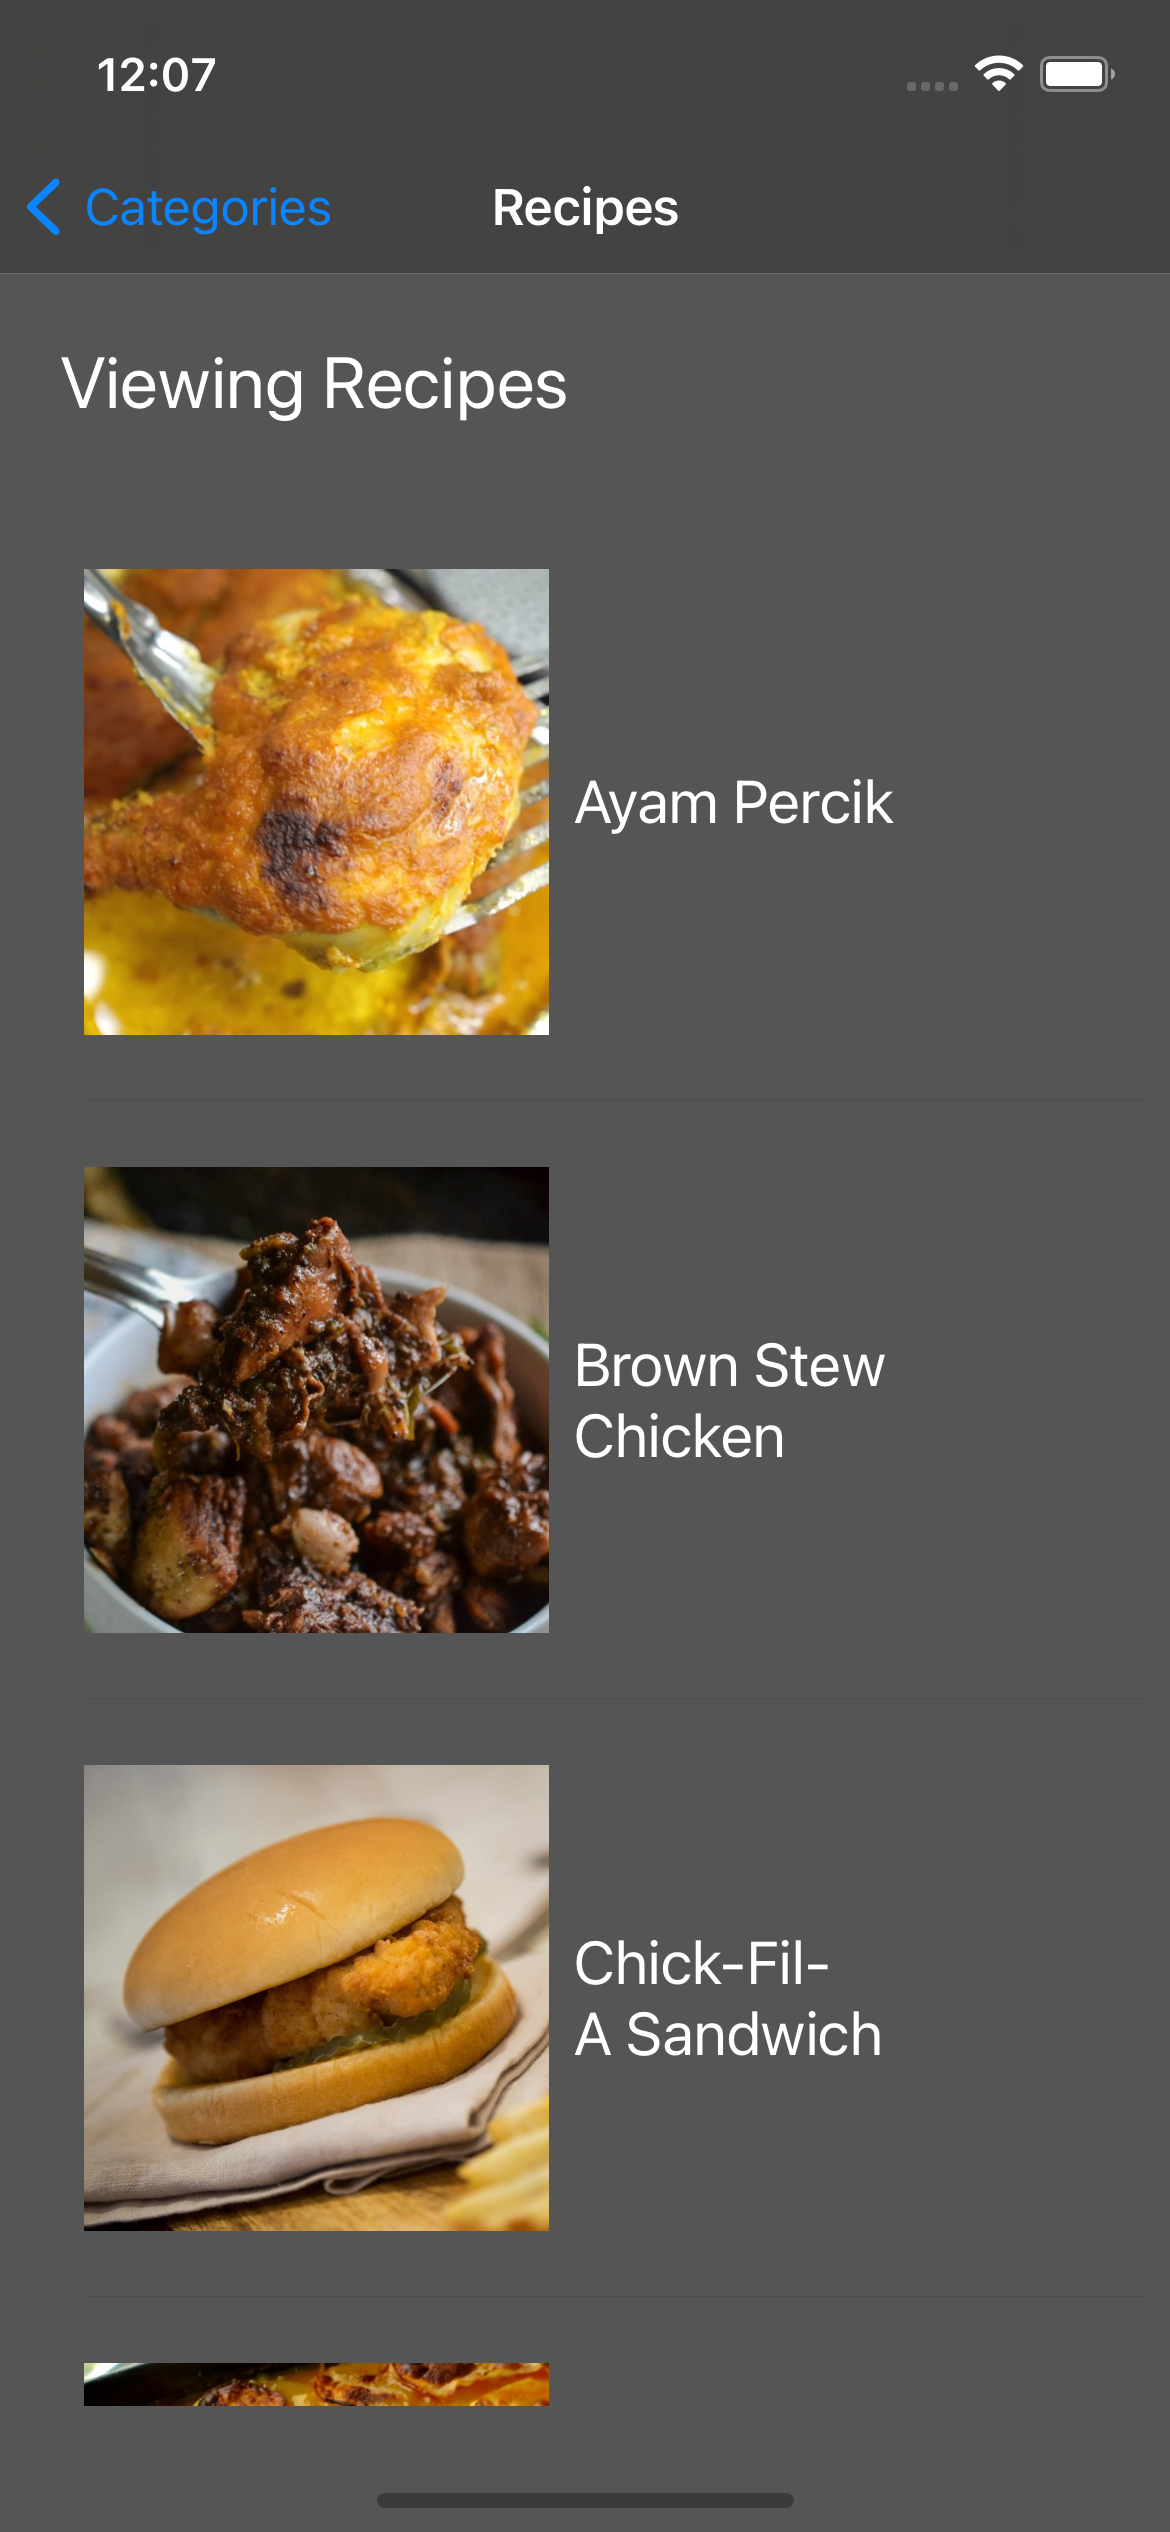 12:07
Categories
Recipes
Viewing Recipes
Ayam Percik
Brown Stew
Chicken
Chick-Fil-
A Sandwich